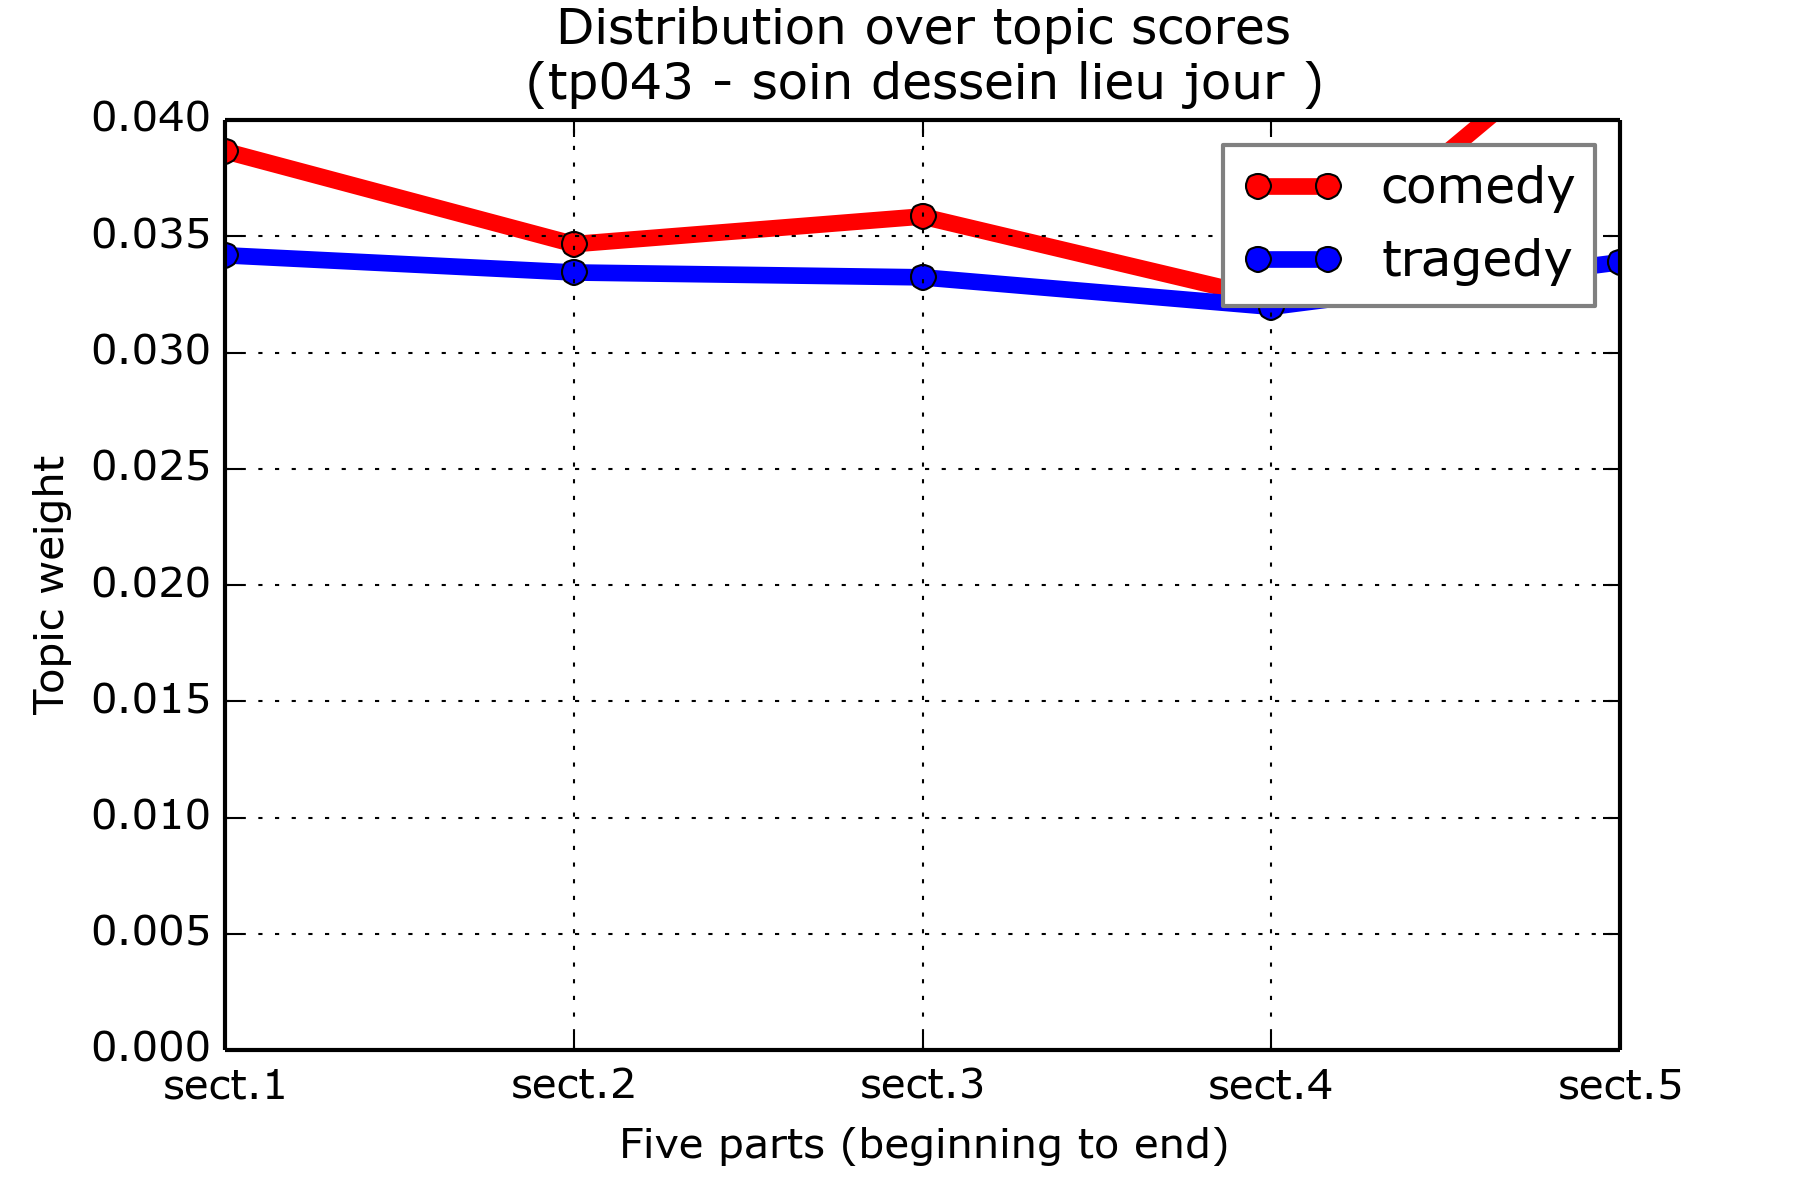 Distribution over topic scores
(tp043 - soin dessein lieu jour )
0.040
0.035
0.030
0.025
0.020
0.015
0.010
0.005
0.000
Topic weight
comedy
tragedy
sect.1 sect.2 sect.3 sect.4 sect.5
Five parts (beginning to end)